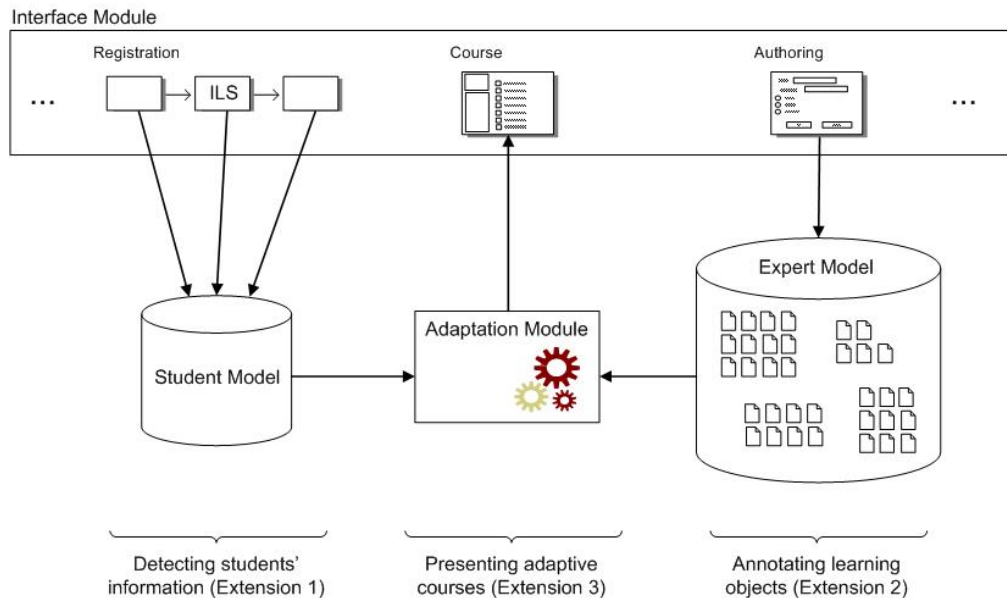 Interface Module
Registration
Course
Authoring
...
ILS
...
Expert Model
Adaptation Module
Student Model
Detecting students'
information (Extension 1)
Presenting adaptive
courses (Extension 3)
Annotating learning
objects (Extension 2)